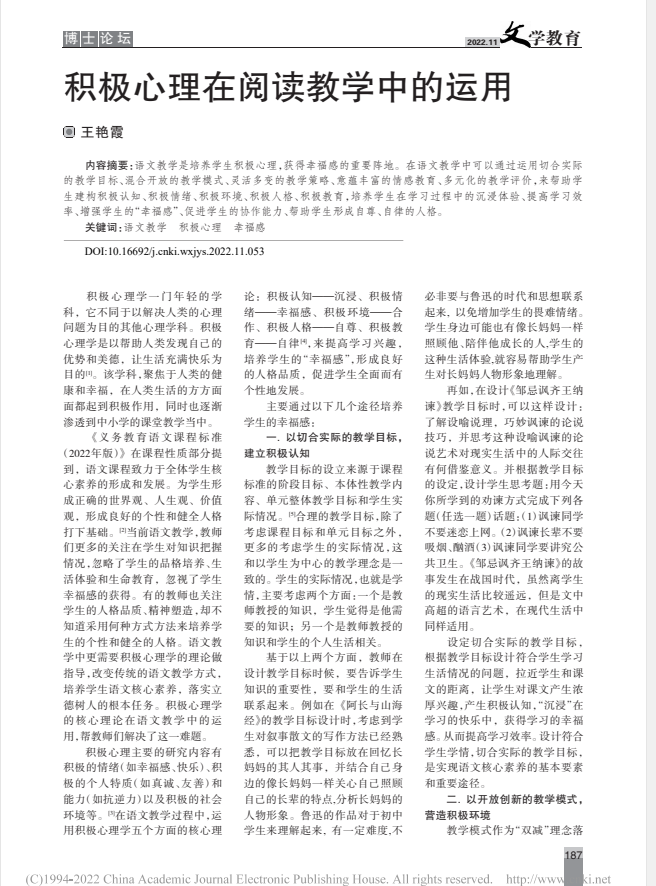 博士论坛
2022.11 文学教育
积极心理在阅读教学中的运用
王艳霞
内容摘要：语文教学是培养学生积极心理,获得幸福感的重要阵地。在语文教学中可以通过运用切合实际
的教学目标、混合开放的教学模式、灵活多变的教学策略、意蕴丰富的情感教育、多元化的教学评价,来帮助学
生建构积极认知、积极情绪、积极环境、积极人格、积极教育,培养学生在学习过程中的沉浸体验、提高学习效
率、增强学生的“幸福感”、促进学生的协作能力、帮助学生形成自尊、自律的人格。
关键词：语文教学 积极心理 幸福感
DOI:10.16692/j.cnki.wxjys.2022.11.053
积极心理学一门年轻的学
科，它不同于以解决人类的心理
问题为目的其他心理学科。积极
心理学是以帮助人类发现自己的
优势和美德，让生活充满快乐为
目的[1]。该学科,聚焦于人类的健
康和幸福，在人类生活的方方面
面都起到积极作用，同时也逐渐
渗透到中小学的课堂教学当中。
《义务教育语文课程标准
(2022年版)》在课程性质部分提
到，语文课程致力于全体学生核
心素养的形成和发展。为学生形
成正确的世界观、人生观、价值
观，形成良好的个性和健全人格
打下基础。[2]当前语文教学,教师
们更多的关注在学生对知识把握
情况,忽略了学生的品格培养、生
活体验和生命教育，忽视了学生
幸福感的获得。有的教师也关注
学生的人格品质、精神塑造,却不
知道采用何种方式方法来培养学
生的个性和健全的人格。语文教
学中更需要积极心理学的理论做
指导,改变传统的语文教学方式，
培养学生语文核心素养，落实立
德树人的根本任务。积极心理学
的核心理论在语文教学中的运
用,帮教师们解决了这一难题。
积极心理主要的研究内容有
积极的情绪(如幸福感、快乐)、积
极的个人特质(如真诚、友善)和
能力(如抗逆力)以及积极的社会
环境等。[3]在语文教学过程中,运
用积极心理学五个方面的核心理
论：积极认知——沉浸、积极情
绪——幸福感、积极环境——合
作、积极人格——自尊、积极教
育——自律[4],来提高学习兴趣，
培养学生的“幸福感”,形成良好
的人格品质，促进学生全面而有
个性地发展。
主要通过以下几个途径培养
学生的幸福感：
一. 以切合实际的教学目标，
建立积极认知
教学目标的设立来源于课程
标准的阶段目标、本体性教学内
容、单元整体教学目标和学生实
际情况。[5]合理的教学目标,除了
考虑课程目标和单元目标之外，
更多的考虑学生的实际情况,这
和以学生为中心的教学理念是一
致的。学生的实际情况,也就是学
情,主要考虑两个方面:一个是教
师教授的知识，学生觉得是他需
要的知识；另一个是教师教授的
知识和学生的个人生活相关。
基于以上两个方面，教师在
设计教学目标时候，要告诉学生
知识的重要性，要和学生的生活
联系起来。例如在《阿长与山海
经》的教学目标设计时,考虑到学
生对叙事散文的写作方法已经熟
悉，可以把教学目标放在回忆长
妈妈的其人其事，并结合自己身
边的像长妈妈一样关心自己照顾
自己的长辈的特点,分析长妈妈的
人物形象。鲁迅的作品对于初中
学生来理解起来，有一定难度,不
必非要与鲁迅的时代和思想联系
起来，以免增加学生的畏难情绪。
学生身边可能也有像长妈妈一样
照顾他、陪伴他成长的人,学生的
这种生活体验,就容易帮助学生产
生对长妈妈人物形象地理解。
再如,在设计《邹忌讽齐王纳
谏》教学目标时,可以这样设计：
了解设喻说理，巧妙讽谏的论说
技巧，并思考这种设喻讽谏的论
说艺术对现实生活中的人际交往
有何借鉴意义。并根据教学目标
的设定,设计学生思考题:用今天
你所学到的劝谏方式完成下列各
题(任选一题)话题:(1)讽谏同学
不要迷恋上网。(2)讽谏长辈不要
吸烟、酗酒(3)讽谏同学要讲究公
共卫生。《邹忌讽齐王纳谏》的故
事发生在战国时代，虽然离学生
的现实生活比较遥远，但是文中
高超的语言艺术，在现代生活中
同样适用。
设定切合实际的教学目标，
根据教学目标设计符合学生学习
生活情况的问题，拉近学生和课
文的距离，让学生对课文产生浓
厚兴趣,产生积极认知,“沉浸”在
学习的快乐中，获得学习的幸福
感。从而提高学习效率。设计符合
学生学情,切合实际的教学目标，
是实现语文核心素养的基本要素
和重要途径。
二. 以开放创新的教学模式，
营造积极环境
教学模式作为“双减”理念落
187
(C)1994-2022 China Academic Journal Electronic Publishing House. All rights reserved. http://www.cnki.net